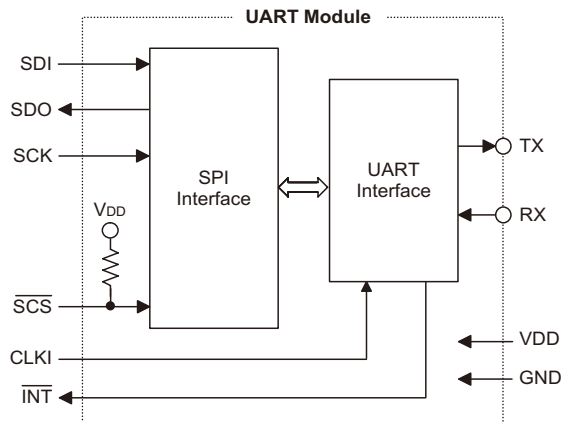 UART Module
SDI
SDO
SCK
SPI
Interface
UART
Interface
TX
RX
VDD
SCS
CLKI
INT
VDD
GND